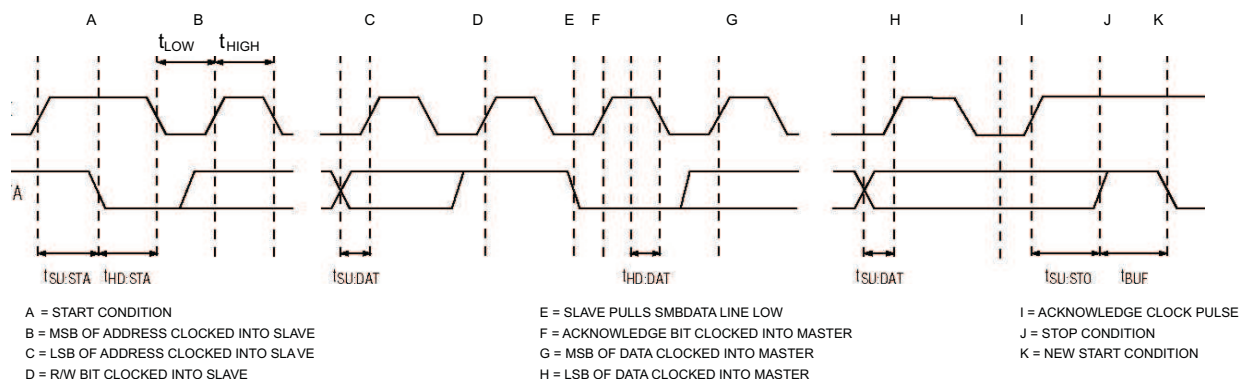 A B C D E F G H I J K
tLOW tHIGH
A
tSU:STA tHD:STA tSU:DAT tHD:DAT tSU:DAT tSU:STO tBUF
A = START CONDITION
B = MSB OF ADDRESS CLOCKED INTO SLAVE
C = LSB OF ADDRESS CLOCKED INTO SLAVE
D = R/W BIT CLOCKED INTO SLAVE
E = SLAVE PULLS SMBDATA LINE LOW
F = ACKNOWLEDGE BIT CLOCKED INTO MASTER
G = MSB OF DATA CLOCKED INTO MASTER
H = LSB OF DATA CLOCKED INTO MASTER
I = ACKNOWLEDGE CLOCK PULSE
J = STOP CONDITION
K = NEW START CONDITION